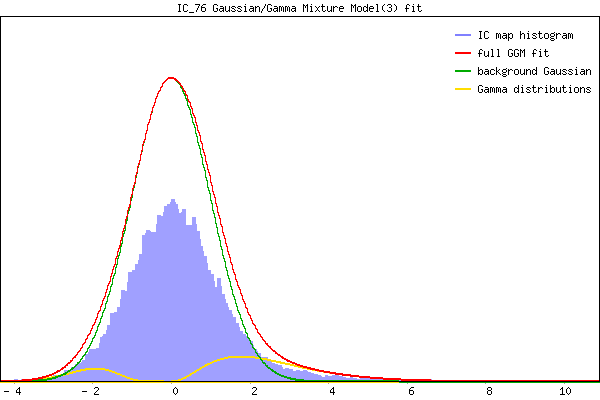 IC_76 Gaussian/Gamma Mixture Model(3) fit
IC map histogram
full GGM fit
background Gaussian
Gamma distributions
-4 -2 0 2 4 6 8 10